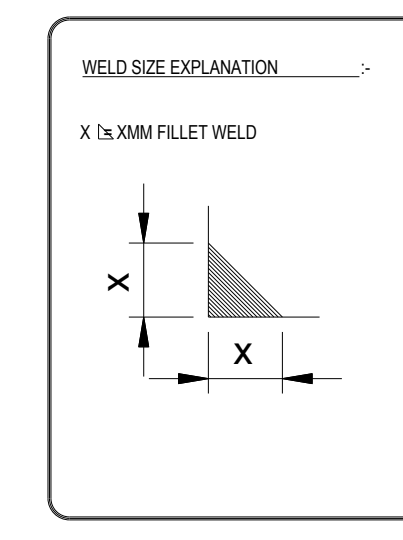 WELD SIZE EXPLANATION :-
X ⊵ XMM FILLET WELD
X
X